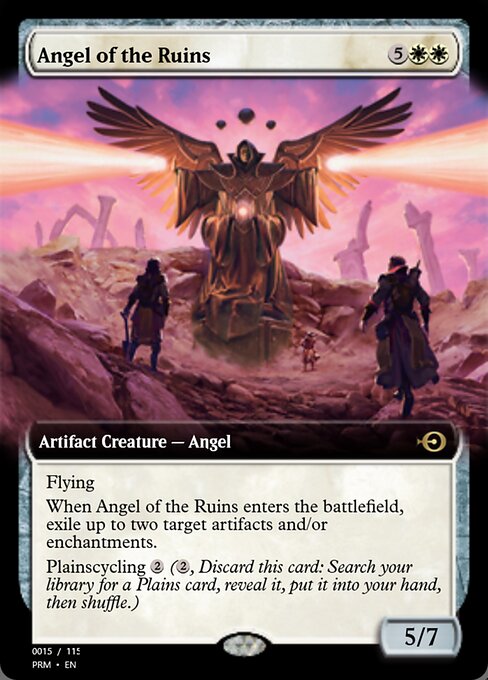 Angel of the Ruins 5
Artifact Creature — Angel
Flying
When Angel of the Ruins enters the battlefield,
exile up to two target artifacts and/or
enchantments.
Plainscycling 2 (2, Discard this card: Search your
library for a Plains card, reveal it, put it into your hand,
then shuffle.)
5/7
0015 / 115
PRM • EN